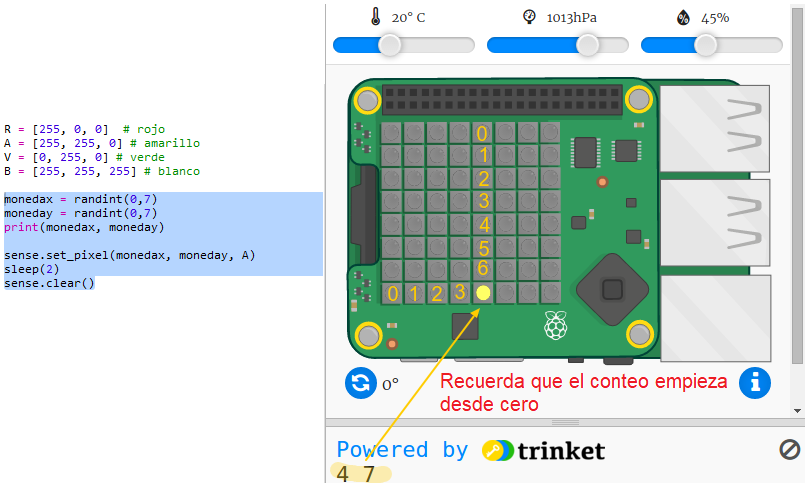 20° C
1013hPa
45%
R = [255, 0, 0]  # rojo
A = [255, 255, 0] # amarillo
V = [0, 255, 0] # verde
B = [255, 255, 255] # blanco
monedax = randint(0,7)
moneday = randint(0,7)
print(monedax, moneday)
sense.set_pixel(monedax, moneday, A)
sleep(2)
sense.clear()
0
1
2
3
4
5
6
0 1 2 3
0°
Recuerda que el conteo empieza
desde cero
i
Powered by trinket
4 7